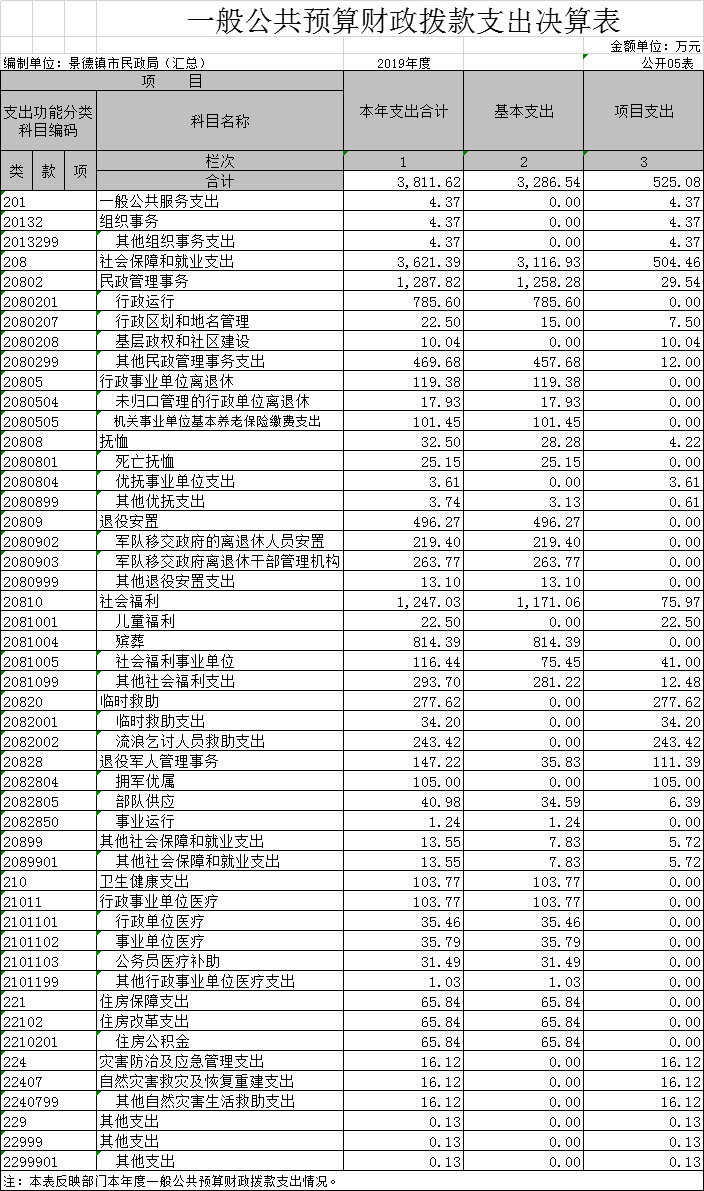 一般公共预算财政拨款支出决算表
金额单位：万元
编制单位：景德镇市民政局（汇总） 2019年度 公开05表
项 目 本年支出合计 基本支出 项目支出
支出功能分类科目编码 科目名称
类 款 项 栏次 1 2 3
合计 3,811.62 3,286.54 525.08
201 一般公共服务支出 4.37 0.00 4.37
20132 组织事务 4.37 0.00 4.37
2013299 其他组织事务支出 4.37 0.00 4.37
208 社会保障和就业支出 3,621.39 3,116.93 504.46
20802 民政管理事务 1,287.82 1,258.28 29.54
2080201 行政运行 785.60 785.60 0.00
2080207 行政区划和地名管理 22.50 15.00 7.50
2080208 基层政权和社区建设 10.04 0.00 10.04
2080299 其他民政管理事务支出 469.68 457.68 12.00
20805 行政事业单位离退休 119.38 119.38 0.00
2080504 未归口管理的行政单位离退休 17.93 17.93 0.00
2080505 机关事业单位基本养老保险缴费支出 101.45 101.45 0.00
20808 抚恤 32.50 28.28 4.22
2080801 死亡抚恤 25.15 25.15 0.00
2080804 优抚事业单位支出 3.61 0.00 3.61
2080899 其他优抚支出 3.74 3.13 0.61
20809 退役安置 496.27 496.27 0.00
2080902 军队移交政府的离退休人员安置 219.40 219.40 0.00
2080903 军队移交政府离退休干部管理机构 263.77 263.77 0.00
2080999 其他退役安置支出 13.10 13.10 0.00
20810 社会福利 1,247.03 1,171.06 75.97
2081001 儿童福利 22.50 0.00 22.50
2081004 殡葬 814.39 814.39 0.00
2081005 社会福利事业单位 116.44 75.45 41.00
2081099 其他社会福利支出 293.70 281.22 12.48
20820 临时救助 277.62 0.00 277.62
2082001 临时救助支出 34.20 0.00 34.20
2082002 流浪乞讨人员救助支出 243.42 0.00 243.42
20828 退役军人管理事务 147.22 35.83 111.39
2082804 拥军优属 105.00 0.00 105.00
2082805 部队供应 40.98 34.59 6.39
2082850 事业运行 1.24 1.24 0.00
20899 其他社会保障和就业支出 13.55 7.83 5.72
2089901 其他社会保障和就业支出 13.55 7.83 5.72
210 卫生健康支出 103.77 103.77 0.00
21011 行政事业单位医疗 103.77 103.77 0.00
2101101 行政单位医疗 35.46 35.46 0.00
2101102 事业单位医疗 35.79 35.79 0.00
2101103 公务员医疗补助 31.49 31.49 0.00
2101199 其他行政事业单位医疗支出 1.03 1.03 0.00
221 住房保障支出 65.84 65.84 0.00
22102 住房改革支出 65.84 65.84 0.00
2210201 住房公积金 65.84 65.84 0.00
224 灾害防治及应急管理支出 16.12 0.00 16.12
22407 自然灾害救灾及恢复重建支出 16.12 0.00 16.12
2240799 其他自然灾害生活救助支出 16.12 0.00 16.12
229 其他支出 0.13 0.00 0.13
22999 其他支出 0.13 0.00 0.13
2299901 其他支出 0.13 0.00 0.13
注：本表反映部门本年度一般公共预算财政拨款支出情况。